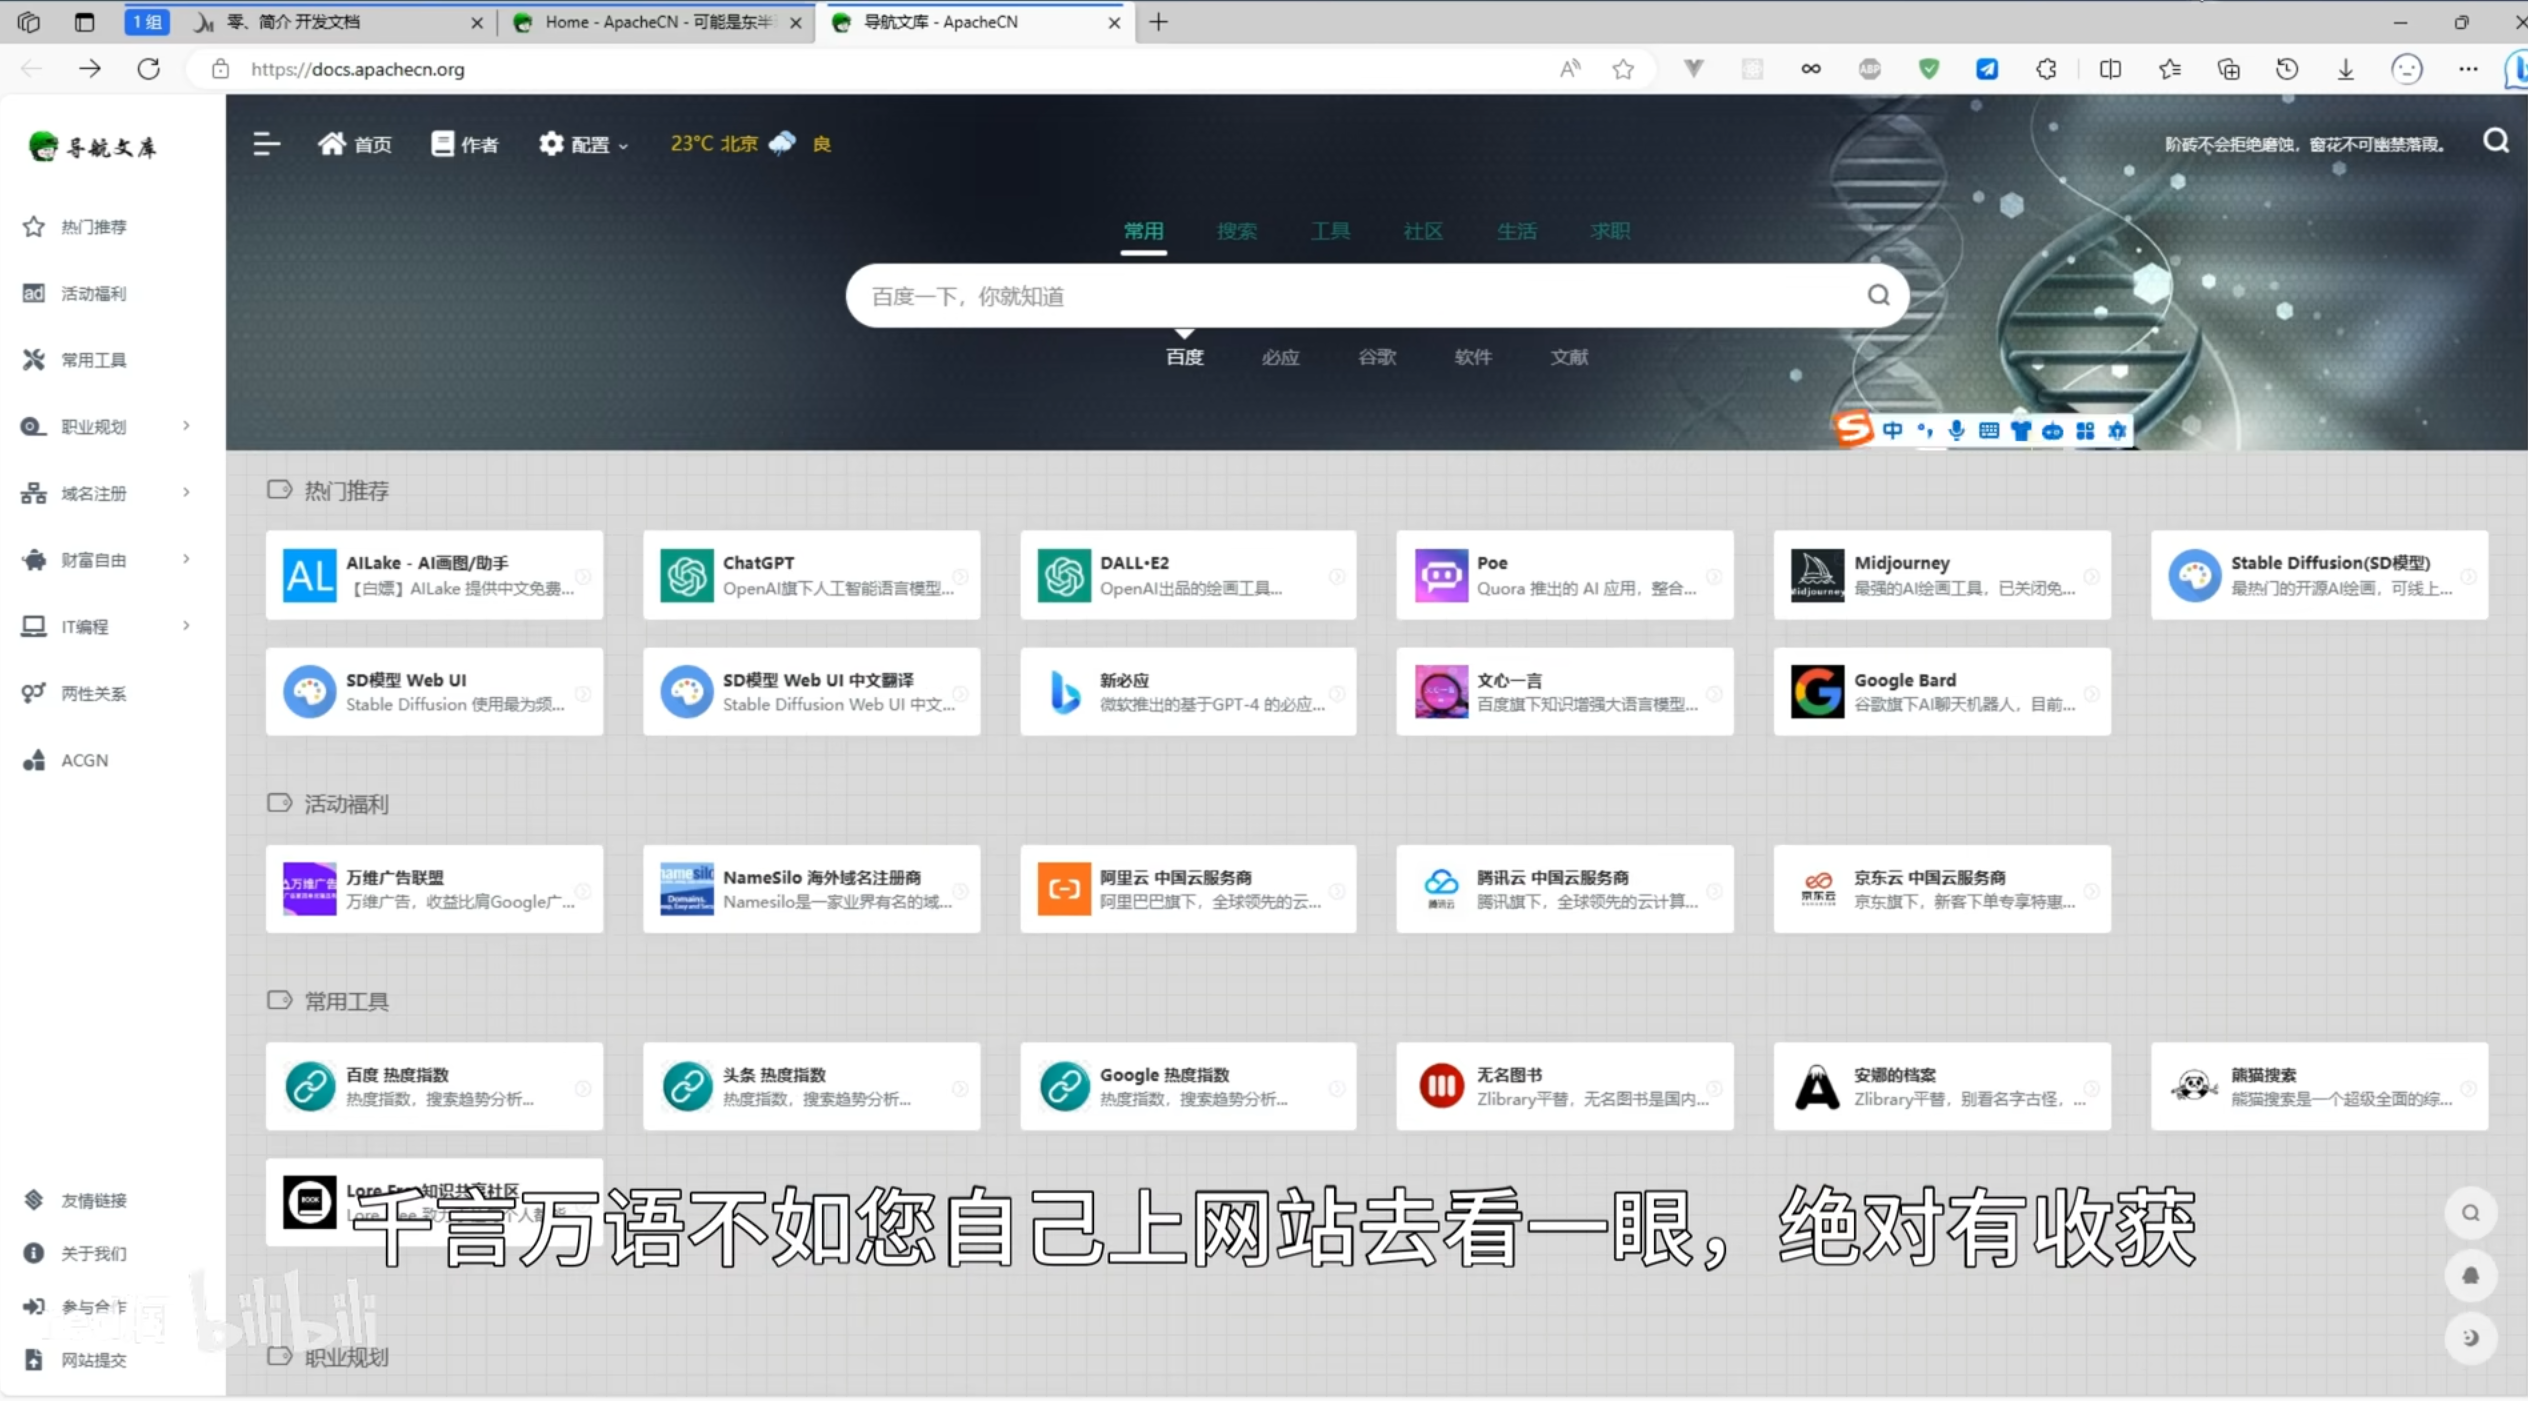 1 组
零、简介 开发文档
Home - ApacheCN - 可能是东半
导航文库 - ApacheCN
https://docs.apachecn.org
导航文库
首页
作者
配置
23°C 北京
良
阶砖不会拒绝磨蚀，窗花不可幽禁落霞。
热门推荐
活动福利
常用工具
职业规划
域名注册
财富自由
IT编程
两性关系
ACGN
友情链接
关于我们
参与合作
网站提交
常用
搜索
工具
社区
生活
求职
百度一下，你就知道
百度
必应
谷歌
软件
文献
中
热门推荐
AILake - AI画图/助手
【白嫖】AILake 提供中文免费...
ChatGPT
OpenAI旗下人工智能语言模型...
DALL·E2
OpenAI出品的绘画工具...
Poe
Quora 推出的 AI 应用，整合...
Midjourney
最强的AI绘画工具，已关闭免...
Stable Diffusion(SD模型)
最热门的开源AI绘画，可线上...
SD模型 Web UI
Stable Diffusion 使用最为频...
SD模型 Web UI 中文翻译
Stable Diffusion Web UI 中文...
新必应
微软推出的基于GPT-4 的必应...
文心一言
百度旗下知识增强大语言模型...
Google Bard
谷歌旗下AI聊天机器人，目前...
活动福利
万维广告联盟
万维广告，收益比肩Google广...
NameSilo 海外域名注册商
Namesilo是一家业界有名的域...
阿里云 中国云服务商
阿里巴巴旗下，全球领先的云...
腾讯云 中国云服务商
腾讯旗下，全球领先的云计算...
京东云 中国云服务商
京东旗下，新客下单专享特惠...
常用工具
百度 热度指数
热度指数，搜索趋势分析...
头条 热度指数
热度指数，搜索趋势分析...
Google 热度指数
热度指数，搜索趋势分析...
无名图书
Zlibrary平替，无名图书是国内...
安娜的档案
Zlibrary平替，别看名字古怪，...
熊猫搜索
熊猫搜索是一个超级全面的综...
千言万语不如您自己上网站去看一眼，绝对有收获
bilibili
职业规划